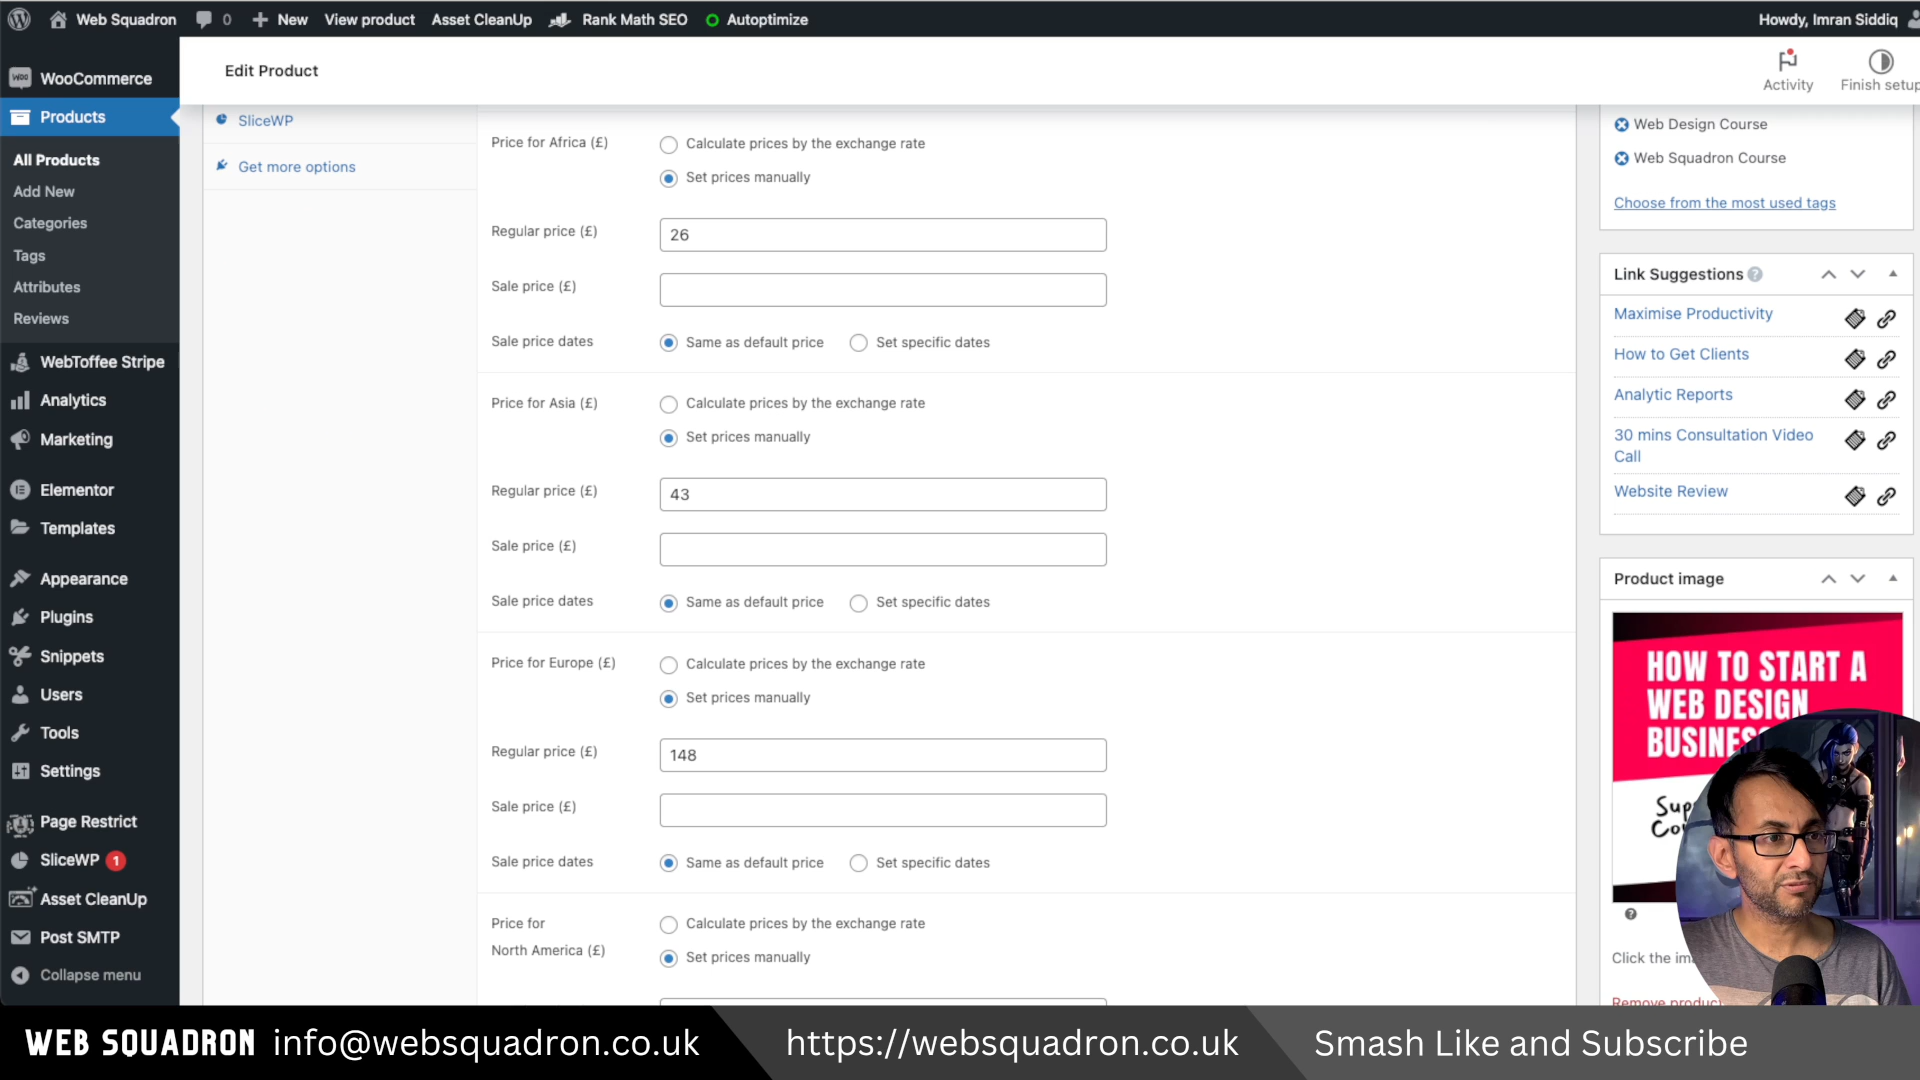 Web Squadron
0
New
View product
Asset CleanUp
Rank Math SEO
Autoptimize
Howdy, Imran Siddiq
WooCommerce
Products
All Products
Add New
Categories
Tags
Attributes
Reviews
WebToffee Stripe
Analytics
Marketing
Elementor
Templates
Appearance
Plugins
Snippets
Users
Tools
Settings
Page Restrict
SliceWP 1
Asset CleanUp
Post SMTP
Collapse menu
Edit Product
Activity
Finish setup
SliceWP
Get more options
Price for Africa (£)
Calculate prices by the exchange rate
Set prices manually
Regular price (£)
26
Sale price (£)
Sale price dates
Same as default price
Set specific dates
Price for Asia (£)
Calculate prices by the exchange rate
Set prices manually
Regular price (£)
43
Sale price (£)
Sale price dates
Same as default price
Set specific dates
Price for Europe (£)
Calculate prices by the exchange rate
Set prices manually
Regular price (£)
148
Sale price (£)
Sale price dates
Same as default price
Set specific dates
Price for
North America (£)
Calculate prices by the exchange rate
Set prices manually
Web Design Course
Web Squadron Course
Choose from the most used tags
Link Suggestions
Maximise Productivity
How to Get Clients
Analytic Reports
30 mins Consultation Video
Call
Website Review
Product image
HOW TO START A
WEB DESIGN
Click the
WEB SQUADRON
info@websquadron.co.uk
https://websquadron.co.uk
Smash Like and Subscribe